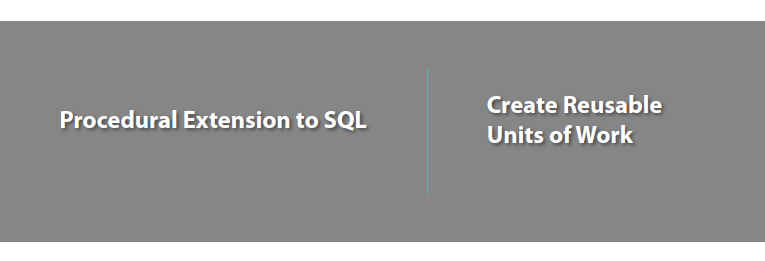 Procedural Extension to SQL
Create Reusable
Units of Work